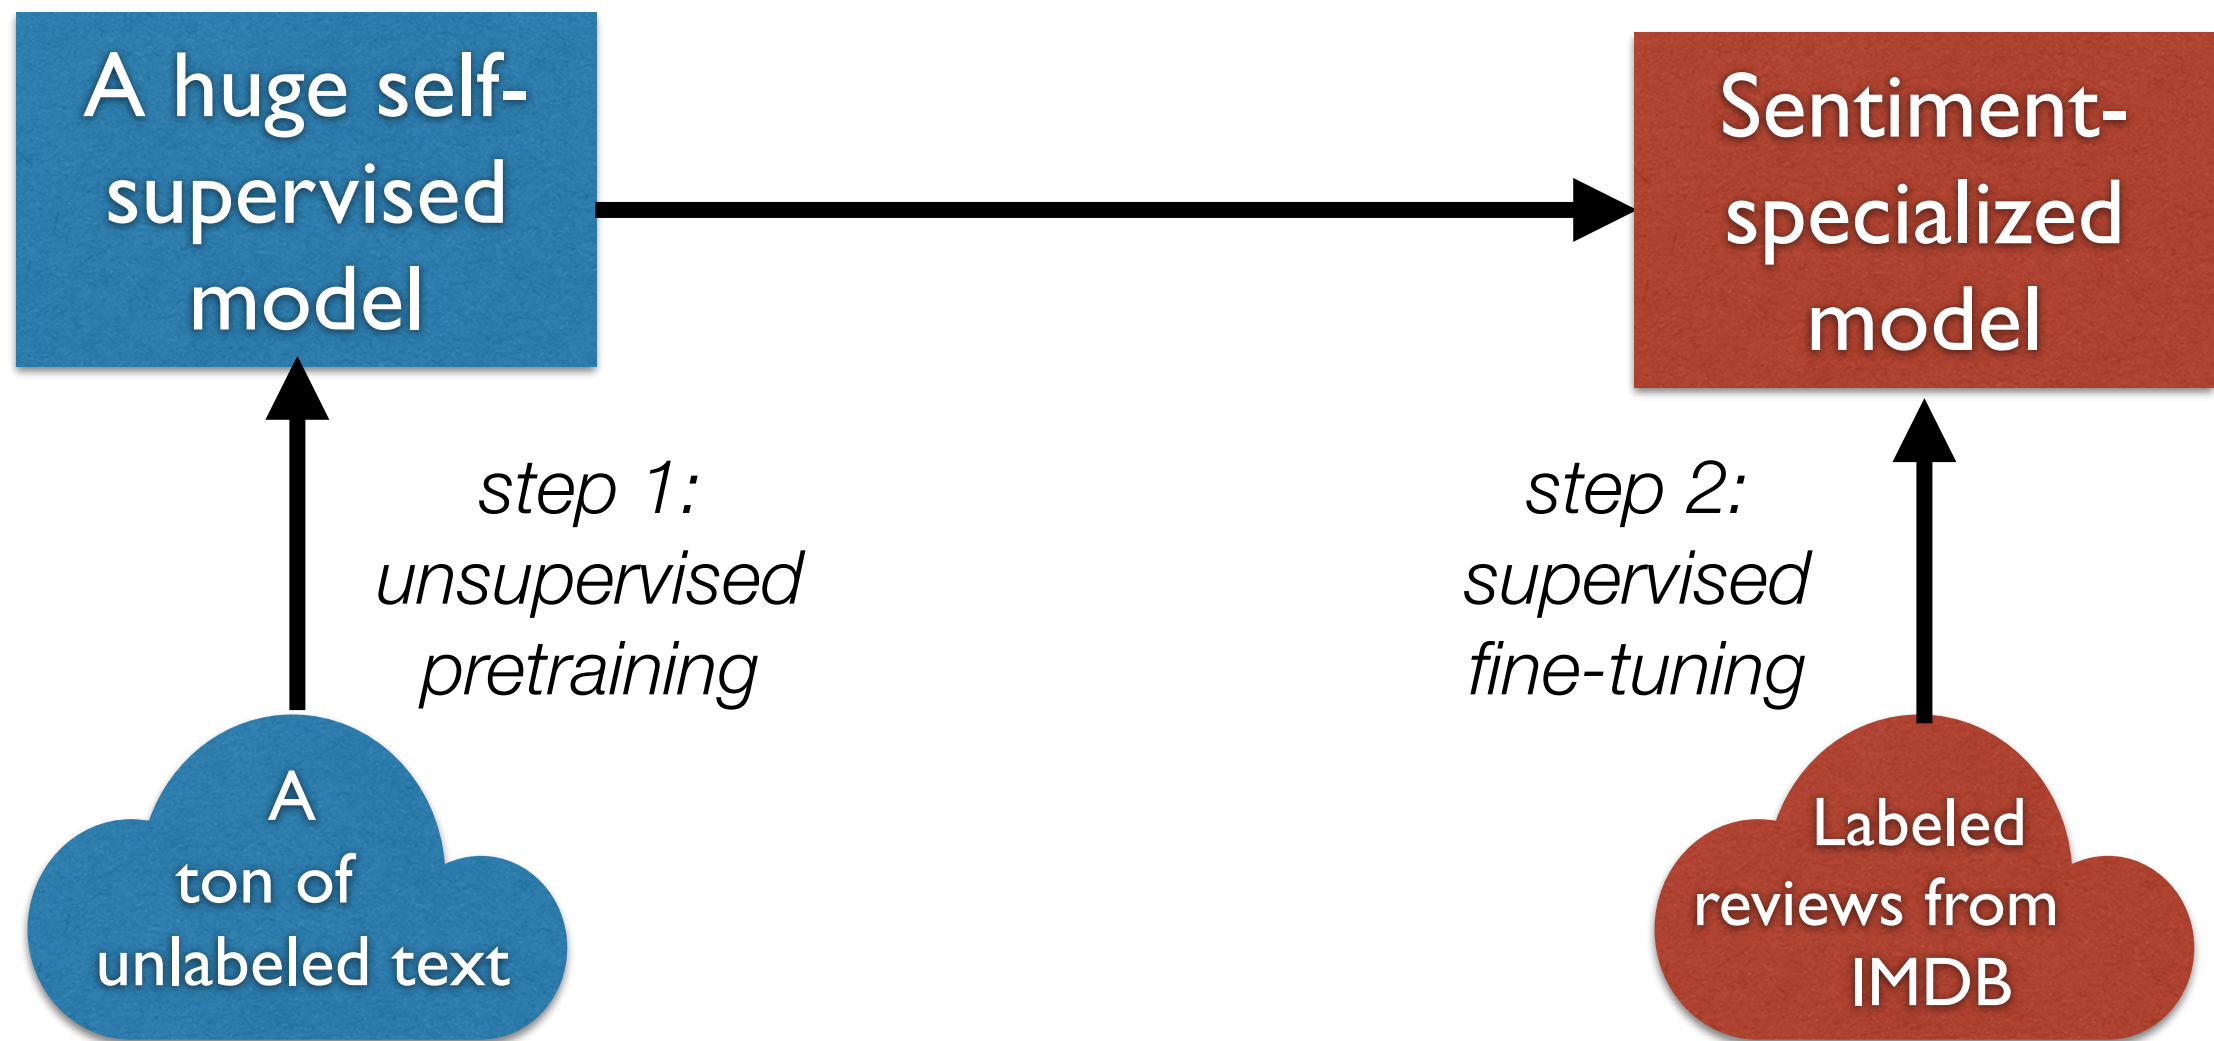 A huge self-
supervised
model
Sentiment-
specialized
model
step 1:
unsupervised
pretraining
step 2:
supervised
fine-tuning
A
ton of
unlabeled text
Labeled
reviews from
IMDB